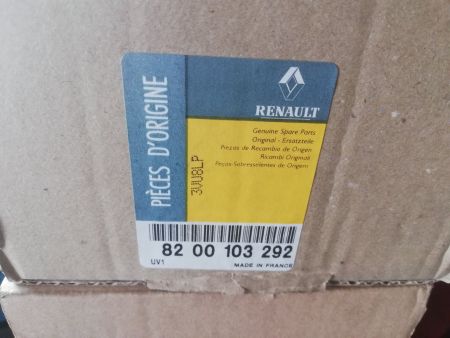 PIÈCES D'ORIGINE
RENAULT
Genuine Spare Parts
Original - Ersatzteile
Piezas de Recambio de Origen
Ricambi Originali
Peças-Sobresselentes de Origem
3VU8LP
82 00 103 292
UV1
MADE IN FRANCE